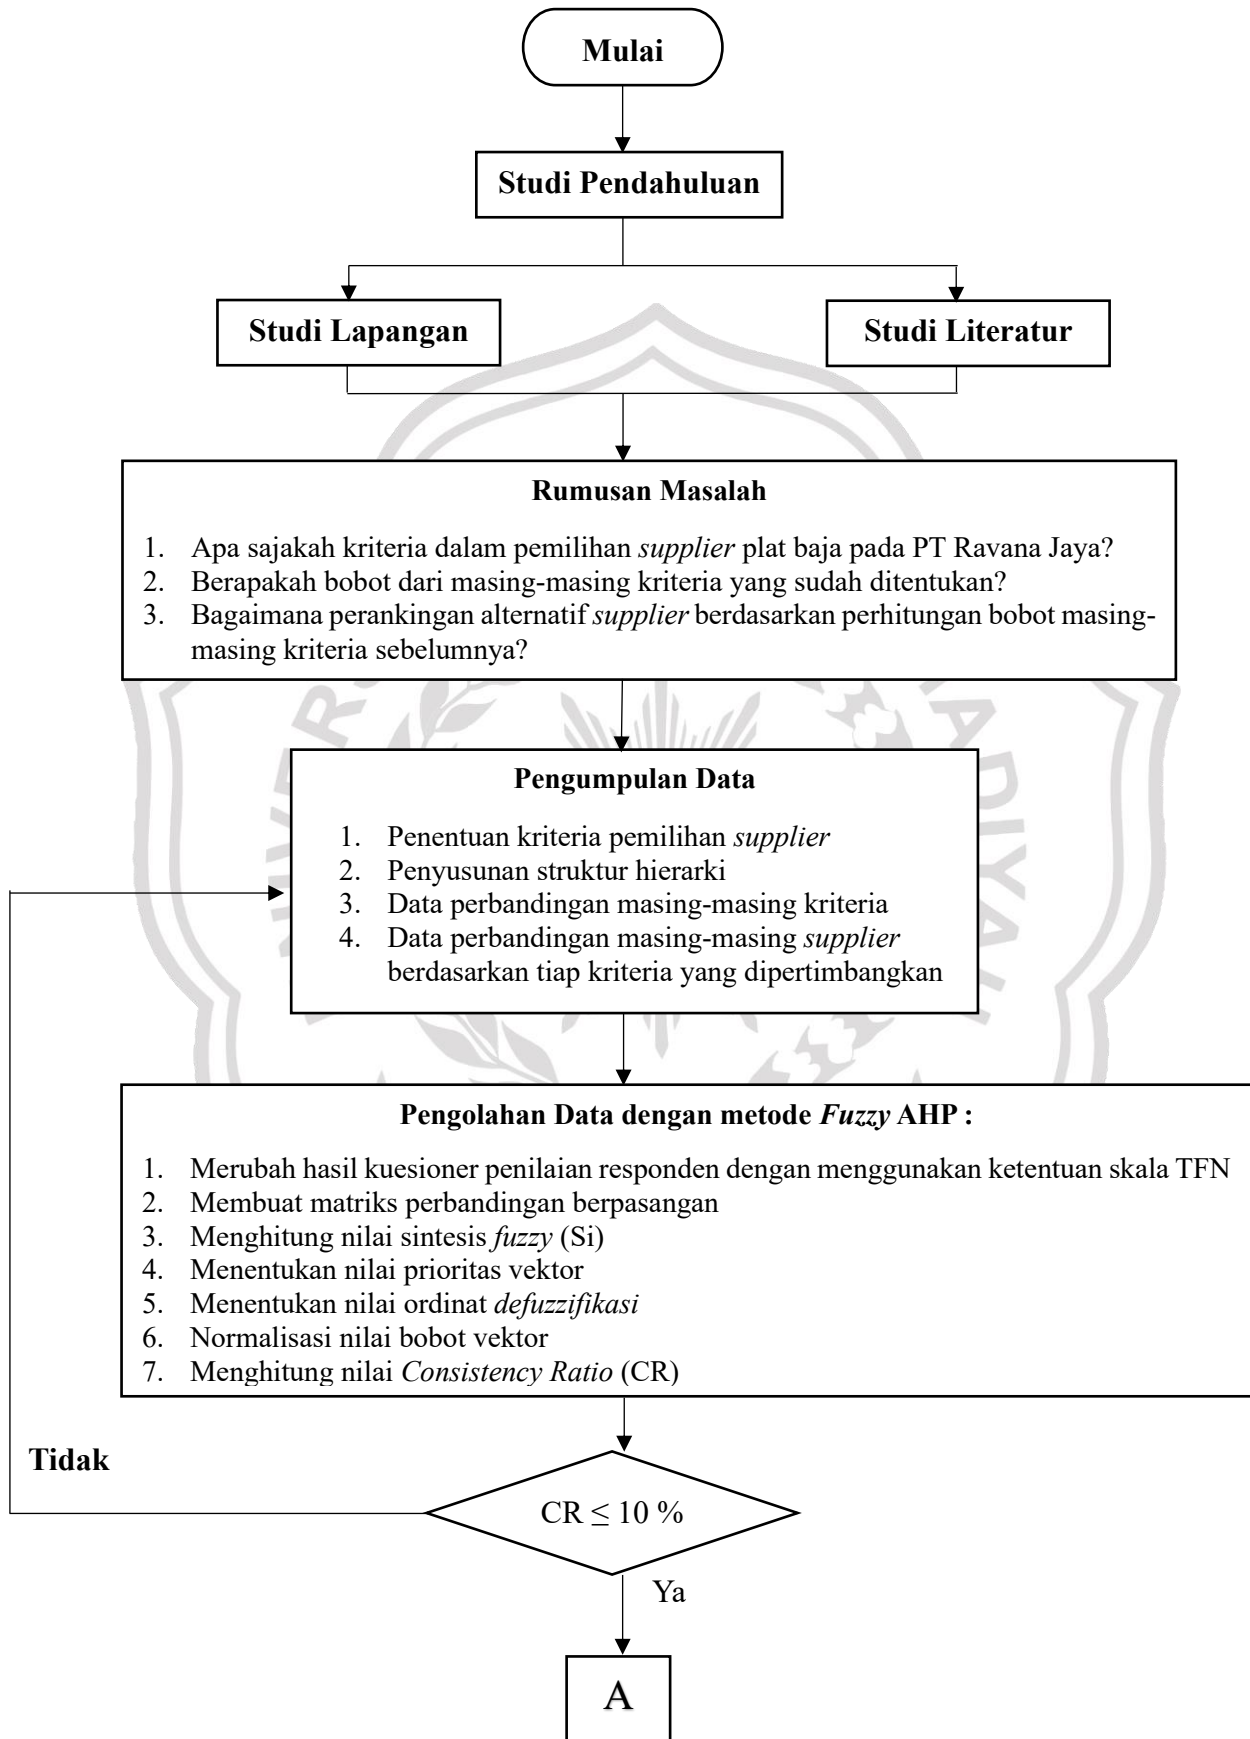 Mulai
Studi Pendahuluan
Studi Lapangan
Studi Literatur
Rumusan Masalah
1. Apa sajakah kriteria dalam pemilihan supplier plat baja pada PT Ravana Jaya?
2. Berapakah bobot dari masing-masing kriteria yang sudah ditentukan?
3. Bagaimana perankingan alternatif supplier berdasarkan perhitungan bobot masing-
masing kriteria sebelumnya?
Pengumpulan Data
1. Penentuan kriteria pemilihan supplier
2. Penyusunan struktur hierarki
3. Data perbandingan masing-masing kriteria
4. Data perbandingan masing-masing supplier
berdasarkan tiap kriteria yang dipertimbangkan
Pengolahan Data dengan metode Fuzzy AHP :
1. Merubah hasil kuesioner penilaian responden dengan menggunakan ketentuan skala TFN
2. Membuat matriks perbandingan berpasangan
3. Menghitung nilai sintesis fuzzy (Si)
4. Menentukan nilai prioritas vektor
5. Menentukan nilai ordinat defuzzifikasi
6. Normalisasi nilai bobot vektor
7. Menghitung nilai Consistency Ratio (CR)
Tidak
CR ≤ 10 %
Ya
A